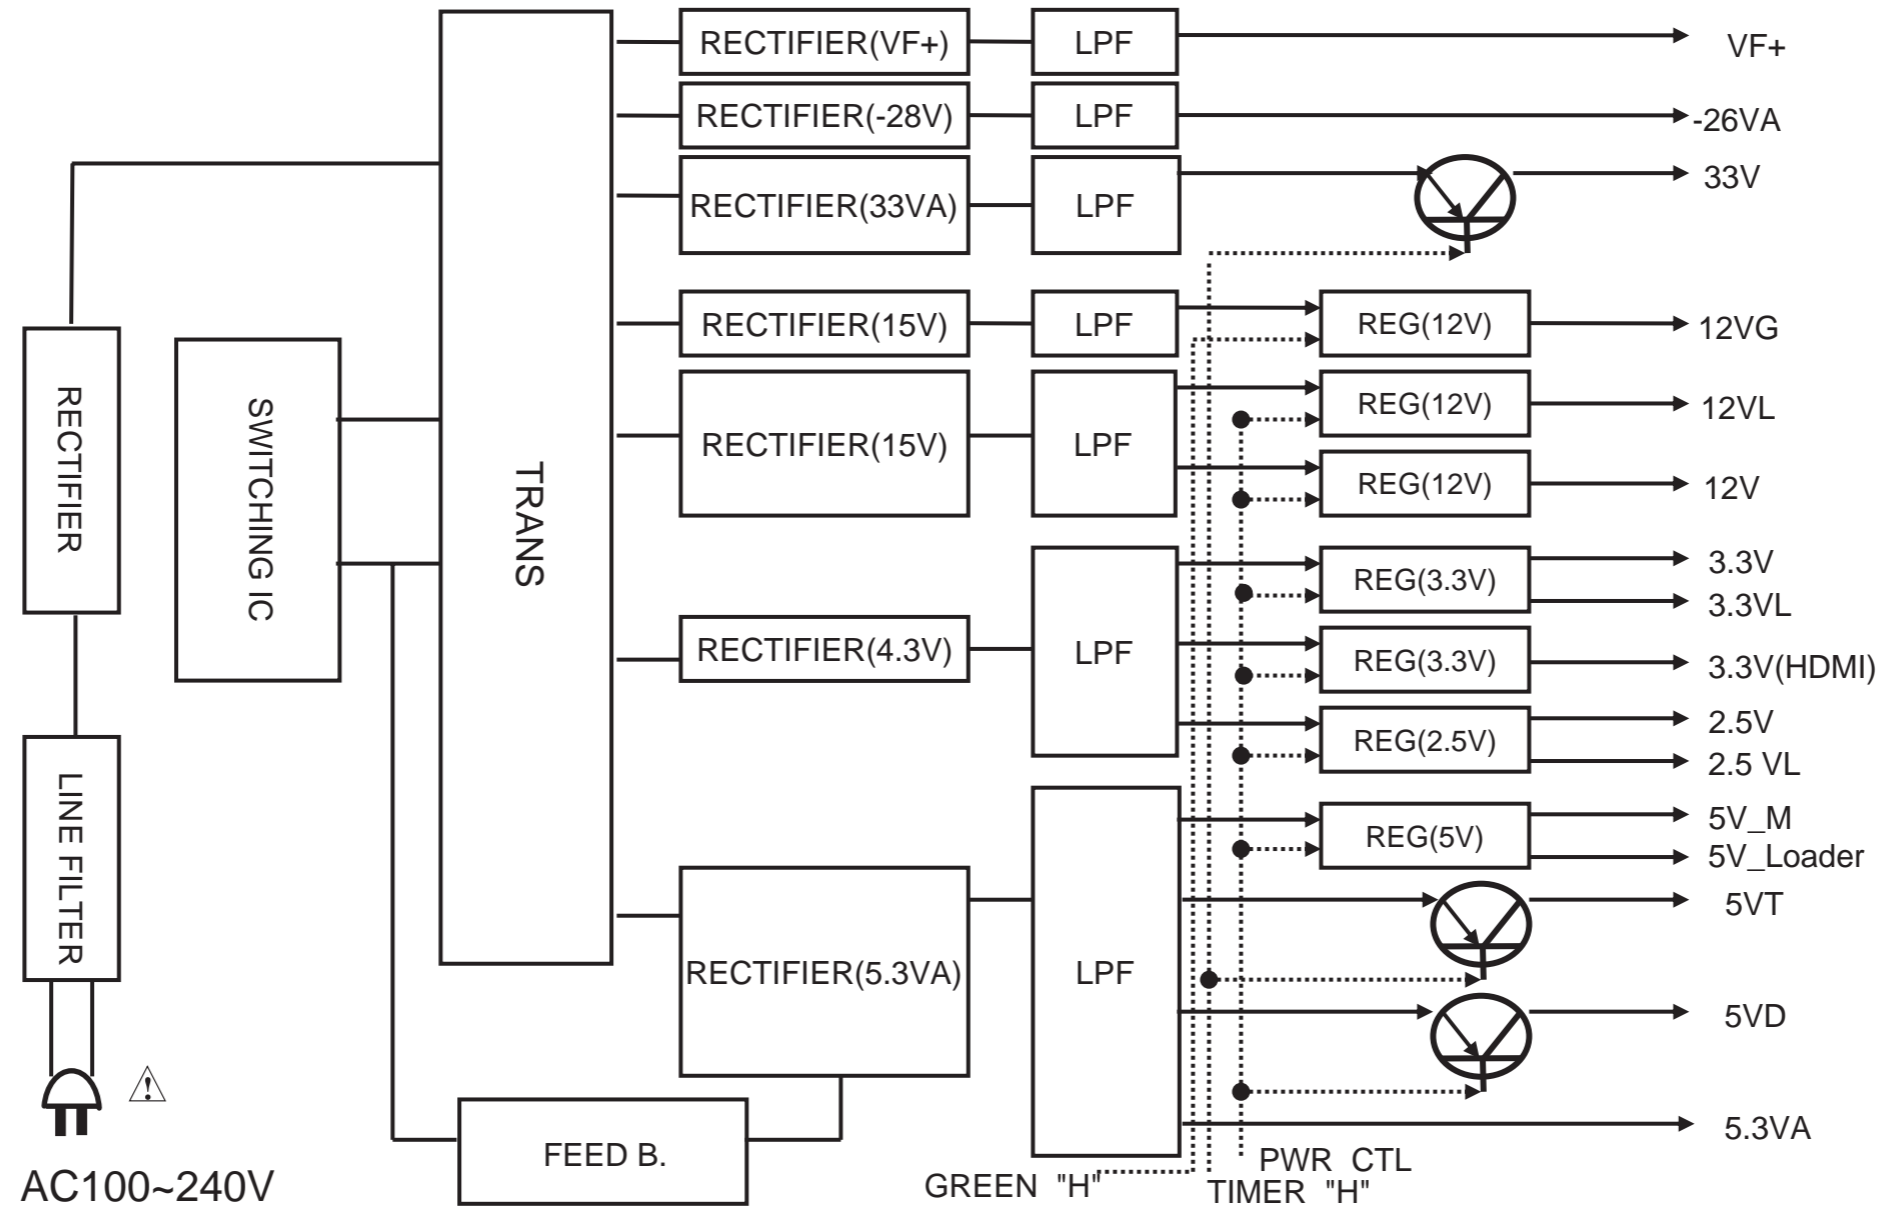 RECTIFIER(VF+) LPF VF+
RECTIFIER(-28V) LPF -26VA
RECTIFIER(33VA) LPF 33V
RECTIFIER(15V) LPF REG(12V) 12VG
RECTIFIER(15V) LPF REG(12V) 12VL
REG(12V) 12V
RECTIFIER
SWITCHING IC
TRANS
RECTIFIER(4.3V) LPF REG(3.3V) 3.3V
3.3VL
REG(3.3V) 3.3V(HDMI)
REG(2.5V) 2.5V
2.5 VL
LINE FILTER
RECTIFIER(5.3VA) LPF REG(5V) 5V_M
5V_Loader
5VT
5VD
5.3VA
FEED B.
AC100~240V
GREEN "H"
PWR CTL
TIMER "H"